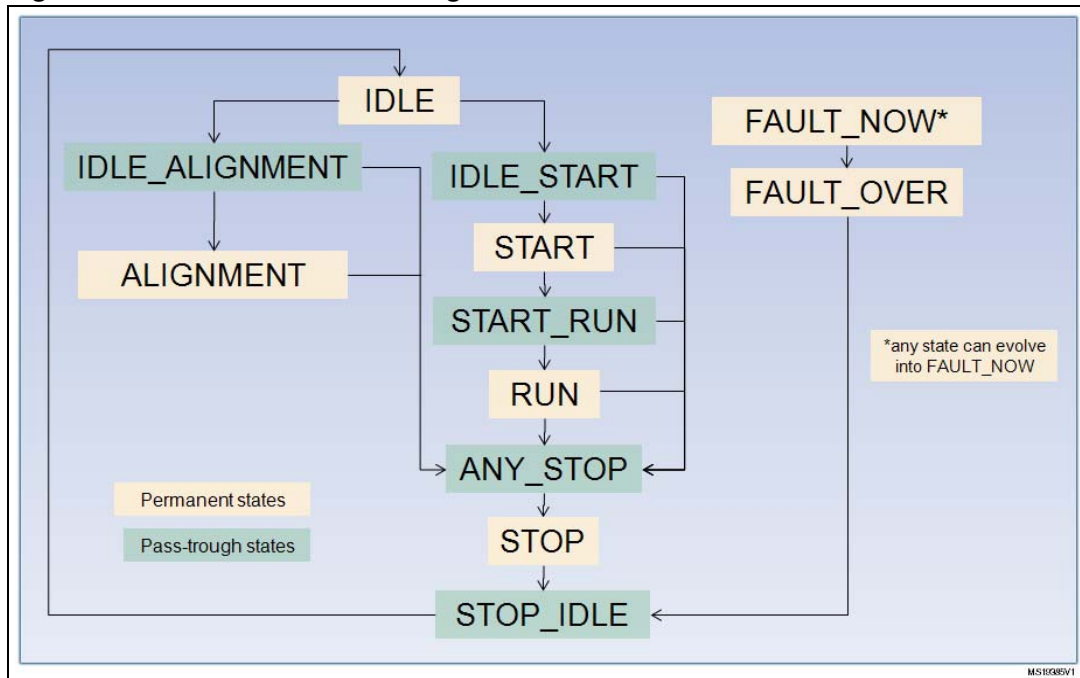 IDLE
FAULT_NOW*
IDLE_ALIGNMENT
IDLE_START
FAULT_OVER
START
ALIGNMENT
START_RUN
*any state can evolve
into FAULT_NOW
RUN
ANY_STOP
Permanent states
STOP
Pass-trough states
STOP_IDLE
MS19385V1